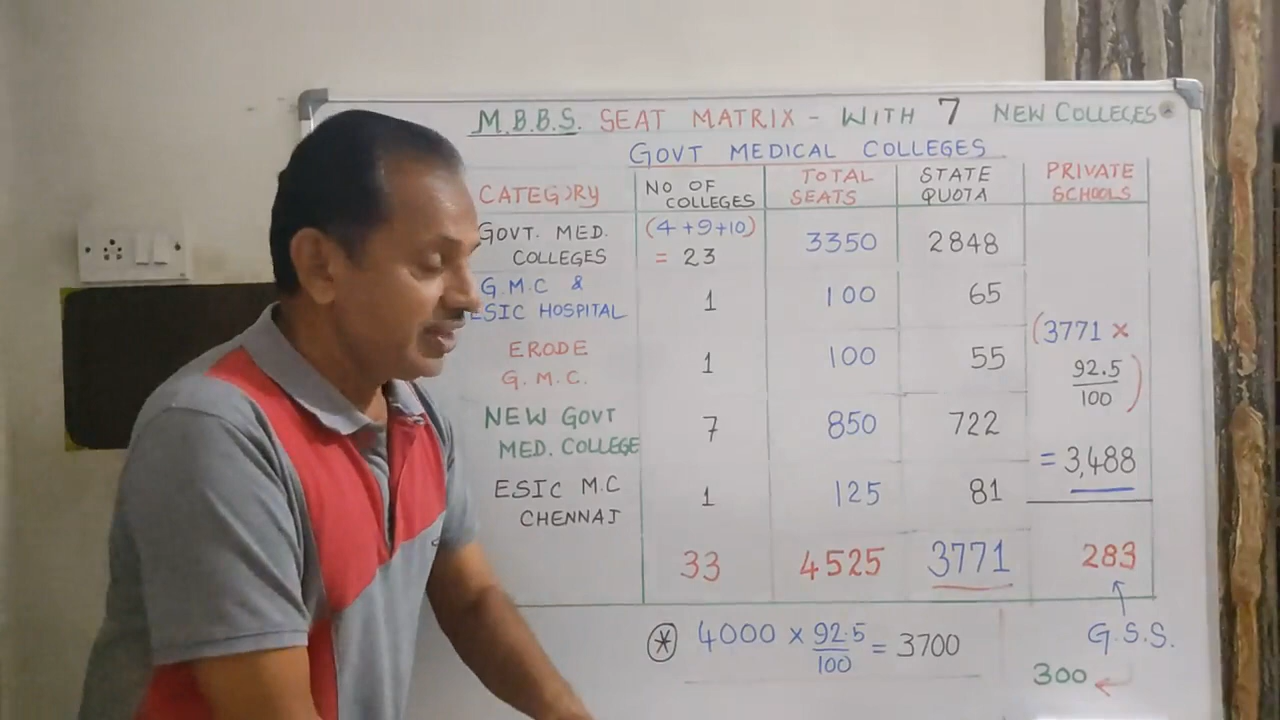 M.B.B.S. SEAT MATRIX - WITH 7 NEW COLLEGES
GOVT MEDICAL COLLEGES
CATEGORY
NO OF COLLEGES
TOTAL SEATS
STATE QUOTA
PRIVATE SCHOOLS
GOVT. MED. COLLEGES
(4+9+10) = 23
3350
2848
G.M.C & ESIC HOSPITAL
1
100
65
ERODE G.M.C.
1
100
55
NEW GOVT MED. COLLEGE
7
850
722
ESIC M.C CHENNAI
1
125
81
33
4525
3771
(3771 × 92.5/100)
= 3,488
283
G.S.S.
300
* 4000 × 92.5/100 = 3700